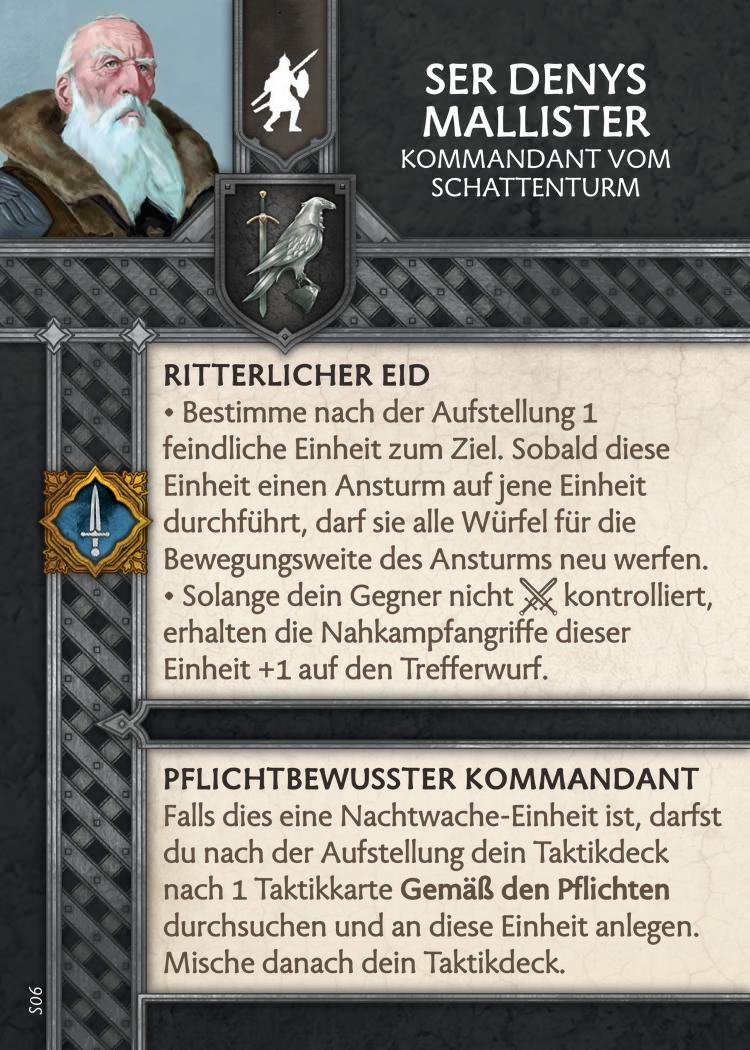 SER DENYS
MALLISTER
KOMMANDANT VOM
SCHATTENTURM
RITTERLICHER EID
• Bestimme nach der Aufstellung 1
feindliche Einheit zum Ziel. Sobald diese
Einheit einen Ansturm auf jene Einheit
durchführt, darf sie alle Würfel für die
Bewegungsweite des Ansturms neu werfen.
• Solange dein Gegner nicht kontrolliert,
erhalten die Nahkampfangriffe dieser
Einheit +1 auf den Trefferwurf.
PFLICHTBEWUSSTER KOMMANDANT
Falls dies eine Nachtwache-Einheit ist, darfst
du nach der Aufstellung dein Taktikdeck
nach 1 Taktikkarte Gemäß den Pflichten
durchsuchen und an diese Einheit anlegen.
Mische danach dein Taktikdeck.
S06